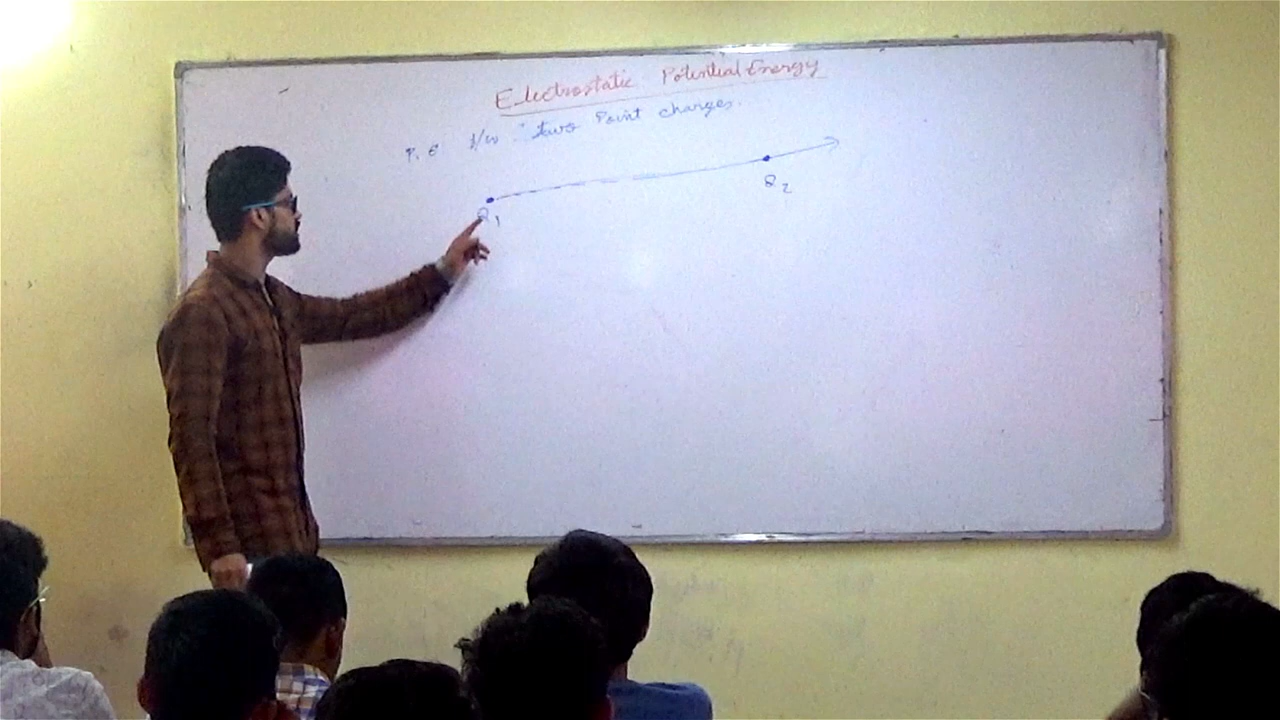 Electrostatic Potential Energy
P.E b/w two Point charges.
Q1
Q2